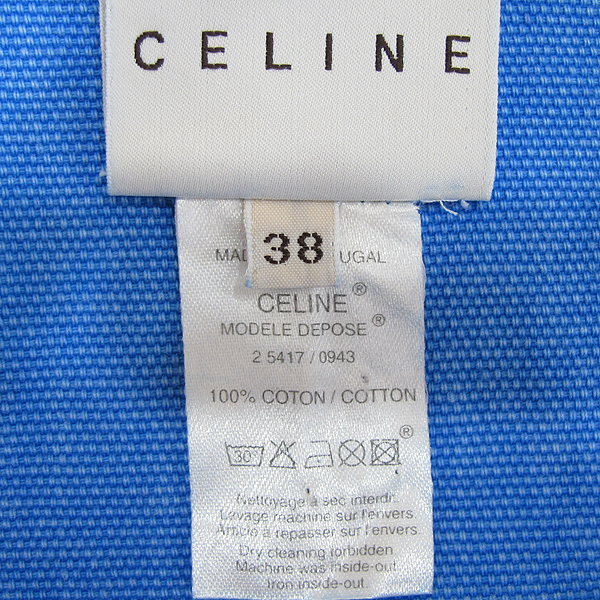 CELINE
38
MAD UGAL
CELINE®
MODELE DEPOSE®
2 5417 / 0943
100% COTON / COTTON
30° ®
Nettoyage à sec interdit.
Lavage machine sur l'envers.
Article à repasser sur l'envers.
Dry cleaning forbidden.
Machine was inside-out.
Iron inside-out.